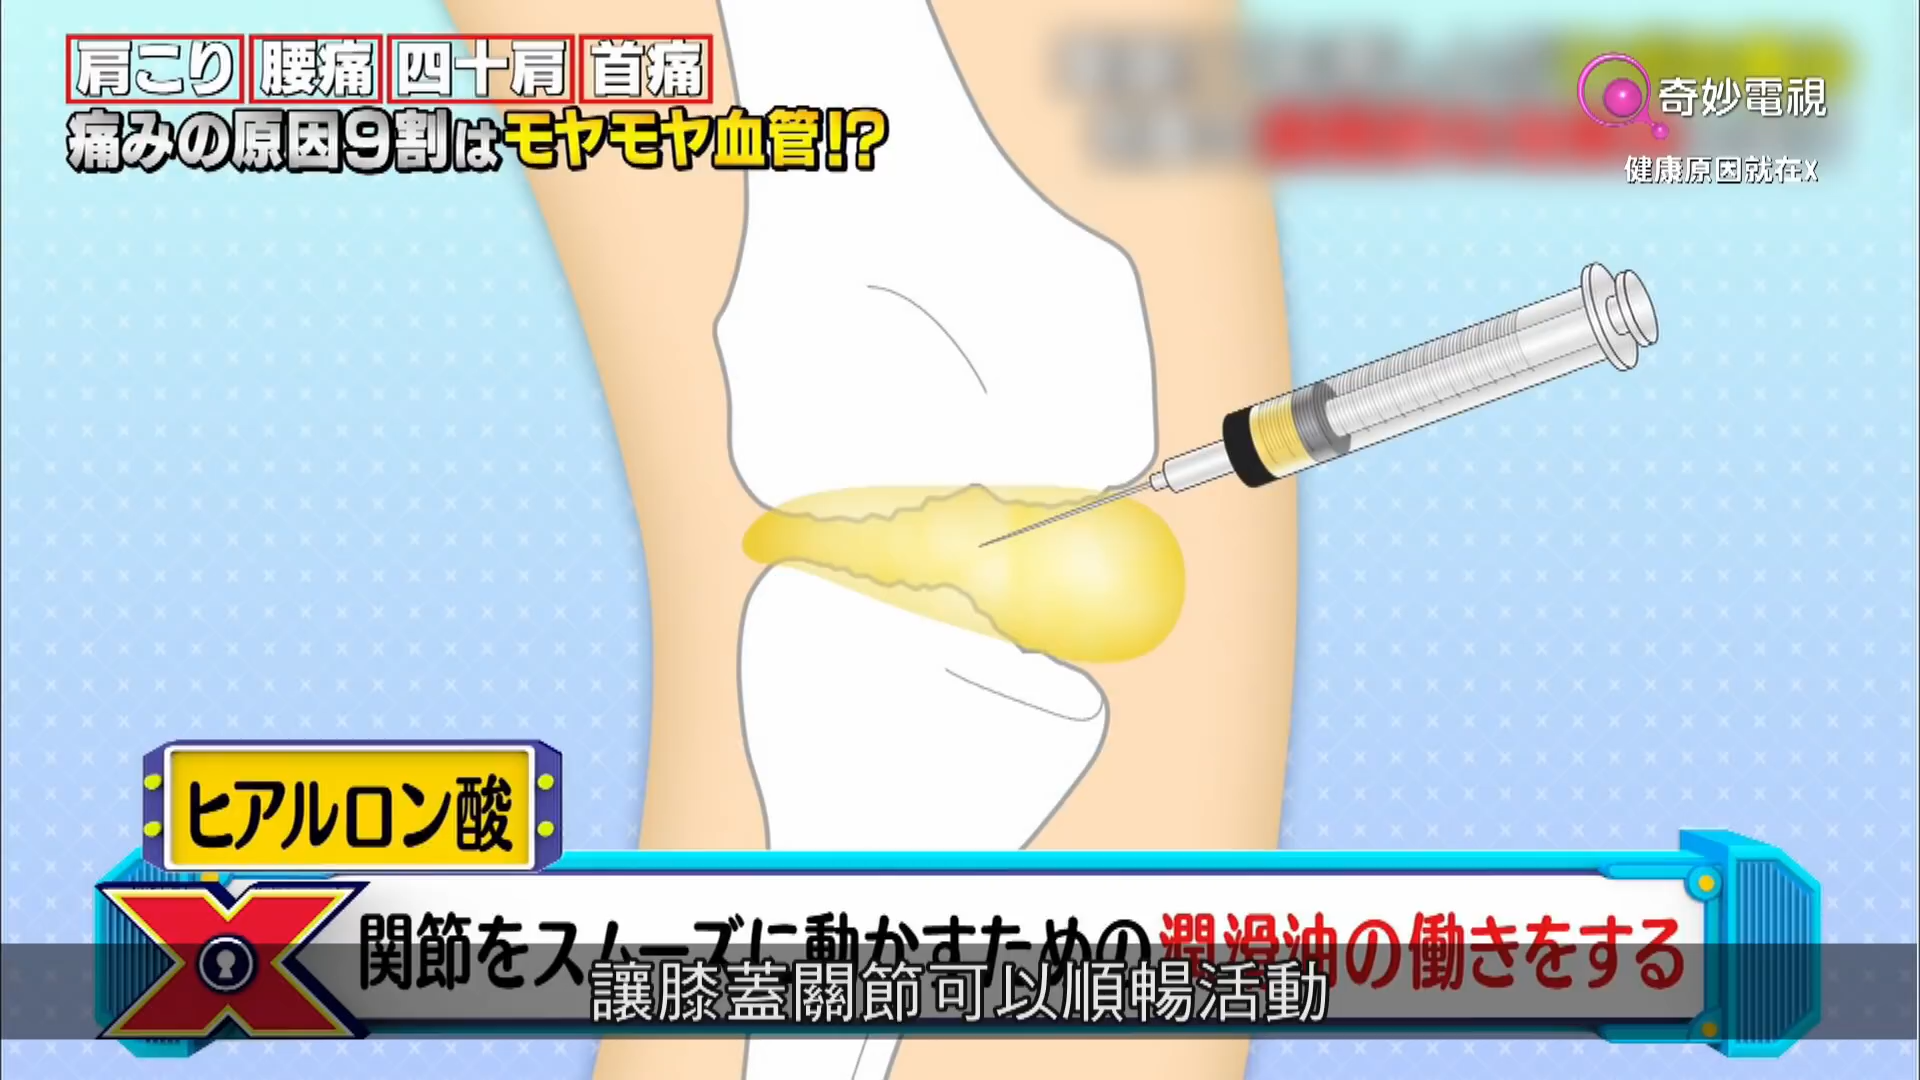 肩こり 腰痛 四十肩 首痛
痛みの原因9割はモヤモヤ血管!?
奇妙電視
健康原因就在X
ヒアルロン酸
関節をスムーズに動かすための潤滑油の働きをする
讓膝蓋關節可以順暢活動